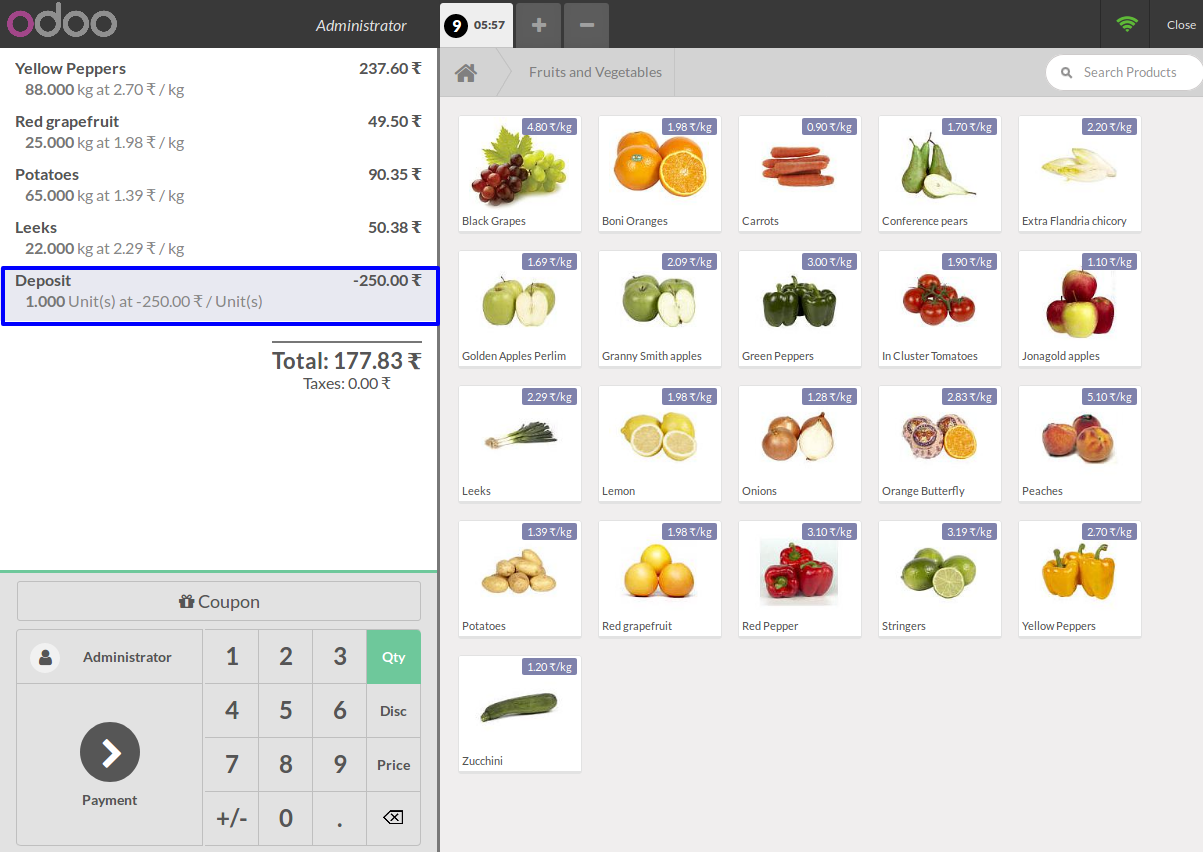 odoo
Administrator
9 05:57
+
−
Close
Yellow Peppers 237.60 ₹
88.000 kg at 2.70 ₹ / kg
Red grapefruit 49.50 ₹
25.000 kg at 1.98 ₹ / kg
Potatoes 90.35 ₹
65.000 kg at 1.39 ₹ / kg
Leeks 50.38 ₹
22.000 kg at 2.29 ₹ / kg
Deposit -250.00 ₹
1.000 Unit(s) at -250.00 ₹ / Unit(s)
Total: 177.83 ₹
Taxes: 0.00 ₹
Coupon
Administrator
Payment
1 2 3 Qty
4 5 6 Disc
7 8 9 Price
+/- 0 .
Fruits and Vegetables
Search Products
4.80 ₹/kg
Black Grapes
1.98 ₹/kg
Boni Oranges
0.90 ₹/kg
Carrots
1.70 ₹/kg
Conference pears
2.20 ₹/kg
Extra Flandria chicory
1.69 ₹/kg
Golden Apples Perlim
2.09 ₹/kg
Granny Smith apples
3.00 ₹/kg
Green Peppers
1.90 ₹/kg
In Cluster Tomatoes
1.10 ₹/kg
Jonagold apples
2.29 ₹/kg
Leeks
1.98 ₹/kg
Lemon
1.28 ₹/kg
Onions
2.83 ₹/kg
Orange Butterfly
5.10 ₹/kg
Peaches
1.39 ₹/kg
Potatoes
1.98 ₹/kg
Red grapefruit
3.10 ₹/kg
Red Pepper
3.19 ₹/kg
Stringers
2.70 ₹/kg
Yellow Peppers
1.20 ₹/kg
Zucchini